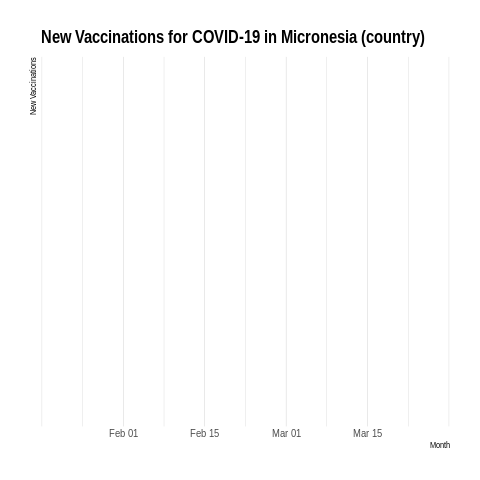 New Vaccinations for COVID-19 in Micronesia (country)
New Vaccinations
Feb 01
Feb 15
Mar 01
Mar 15
Month